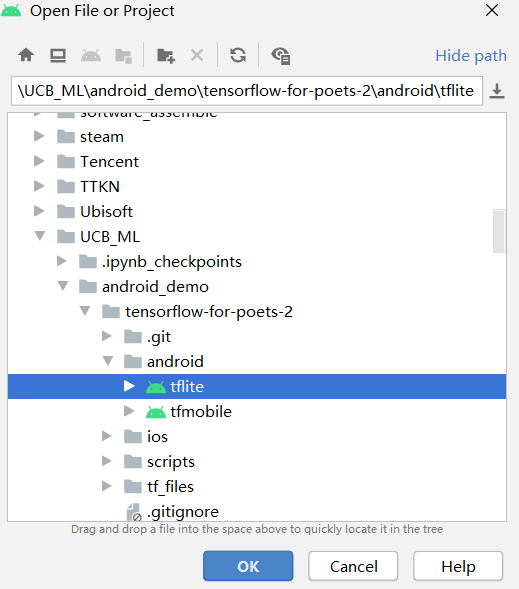 Open File or Project
Hide path
\UCB_ML\android_demo\tensorflow-for-poets-2\android\tflite
software_assemble
steam
Tencent
TTKN
Ubisoft
UCB_ML
.ipynb_checkpoints
android_demo
tensorflow-for-poets-2
.git
android
tflite
tfmobile
ios
scripts
tf_files
.gitignore
Drag and drop a file into the space above to quickly locate it in the tree
OK
Cancel
Help